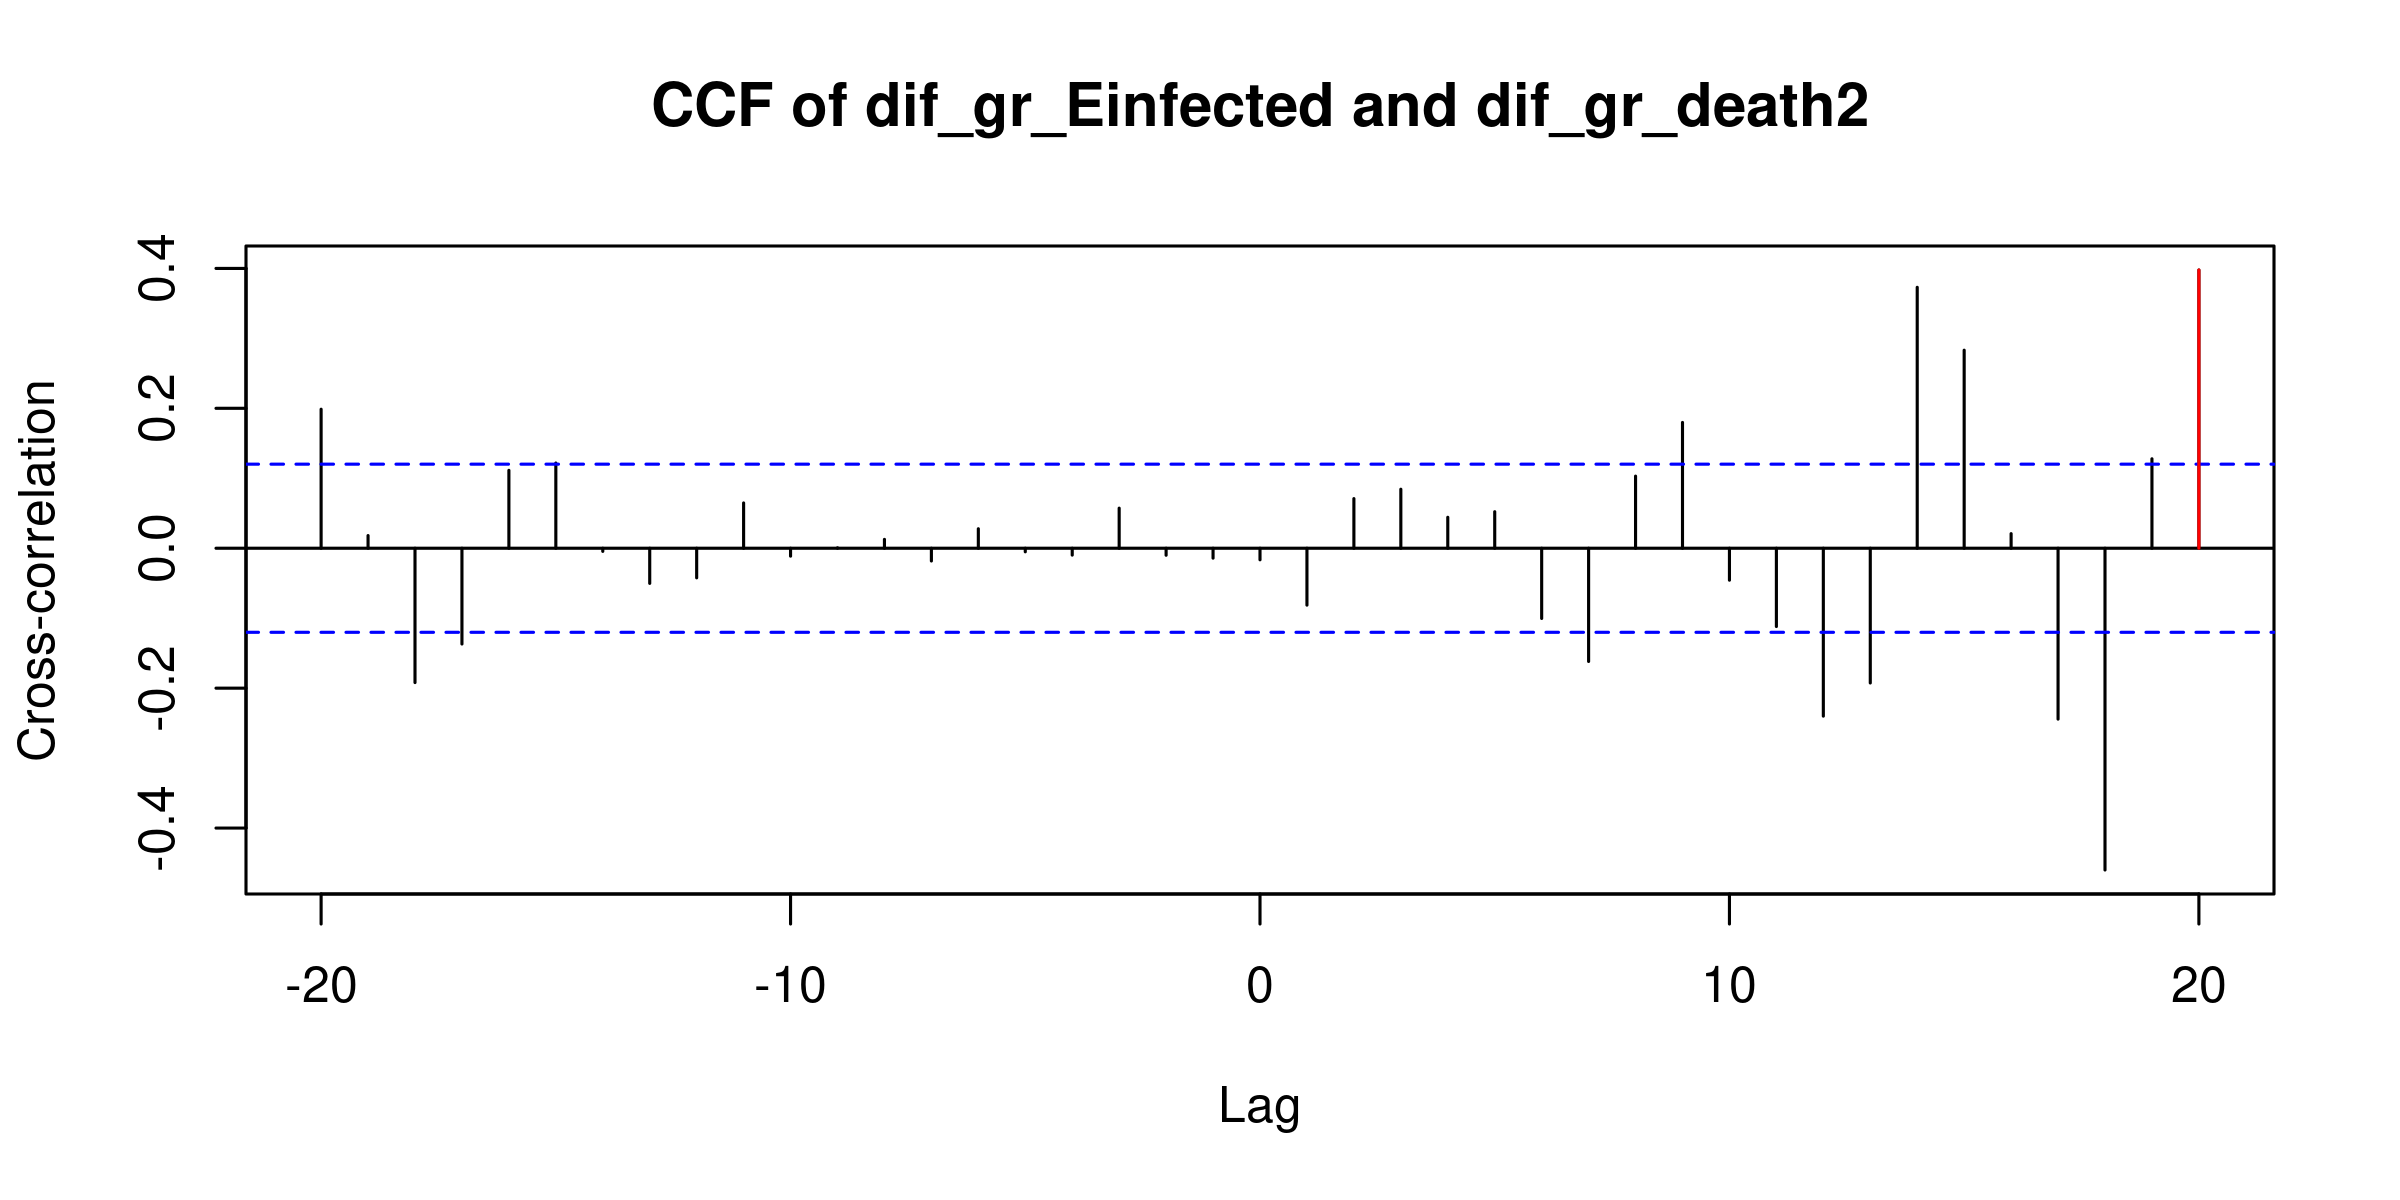 CCF of dif_gr_Einfected and dif_gr_death2
Cross-correlation
0.4
0.2
0.0
-0.2
-0.4
-20 -10 0 10 20
Lag